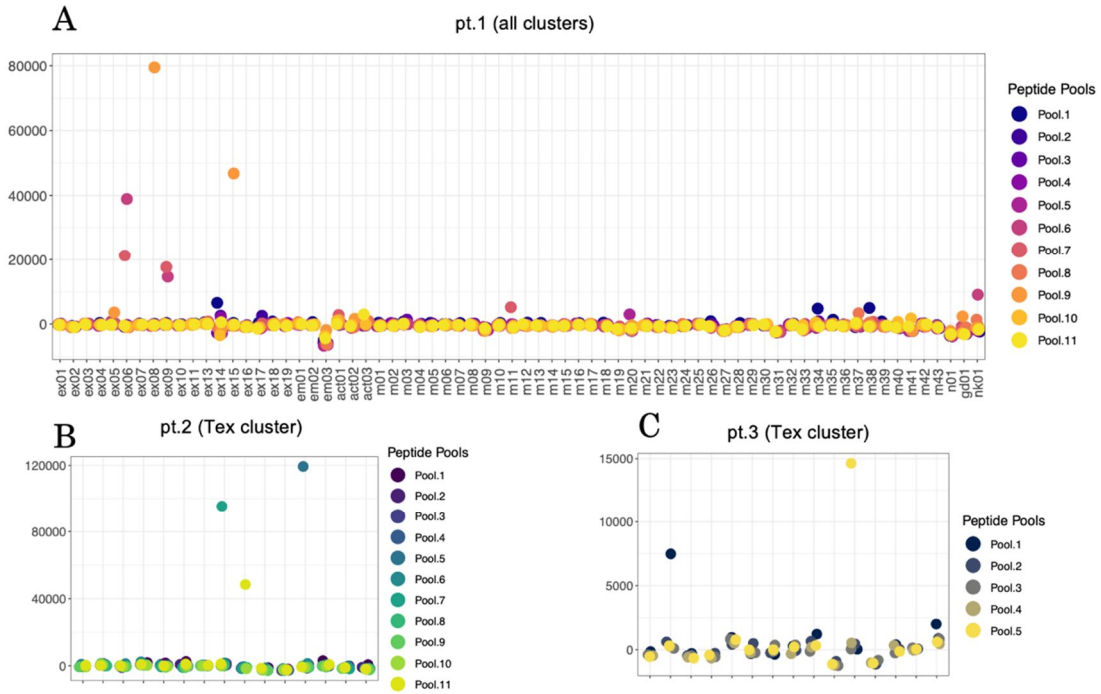 A
pt.1 (all clusters)
80000
60000
40000
20000
0
ex01 ex02 ex03 ex04 ex05 ex06 ex07 ex08 ex09 ex10 ex11 ex12 ex13 ex14 ex15 ex16 ex17 ex18 ex19 em01 em02 em03 act01 act02 act03 m01 m02 m03 m04 m05 m06 m07 m08 m09 m10 m11 m12 m13 m14 m15 m16 m17 m18 m19 m20 m21 m22 m23 m24 m25 m26 m27 m28 m29 m30 m31 m32 m33 m34 m35 m36 m37 m38 m39 m40 m41 m42 m43 n01 gd01 nk01
Peptide Pools
Pool.1
Pool.2
Pool.3
Pool.4
Pool.5
Pool.6
Pool.7
Pool.8
Pool.9
Pool.10
Pool.11
B
pt.2 (Tex cluster)
120000
80000
40000
0
Peptide Pools
Pool.1
Pool.2
Pool.3
Pool.4
Pool.5
Pool.6
Pool.7
Pool.8
Pool.9
Pool.10
Pool.11
C
pt.3 (Tex cluster)
15000
10000
5000
0
Peptide Pools
Pool.1
Pool.2
Pool.3
Pool.4
Pool.5